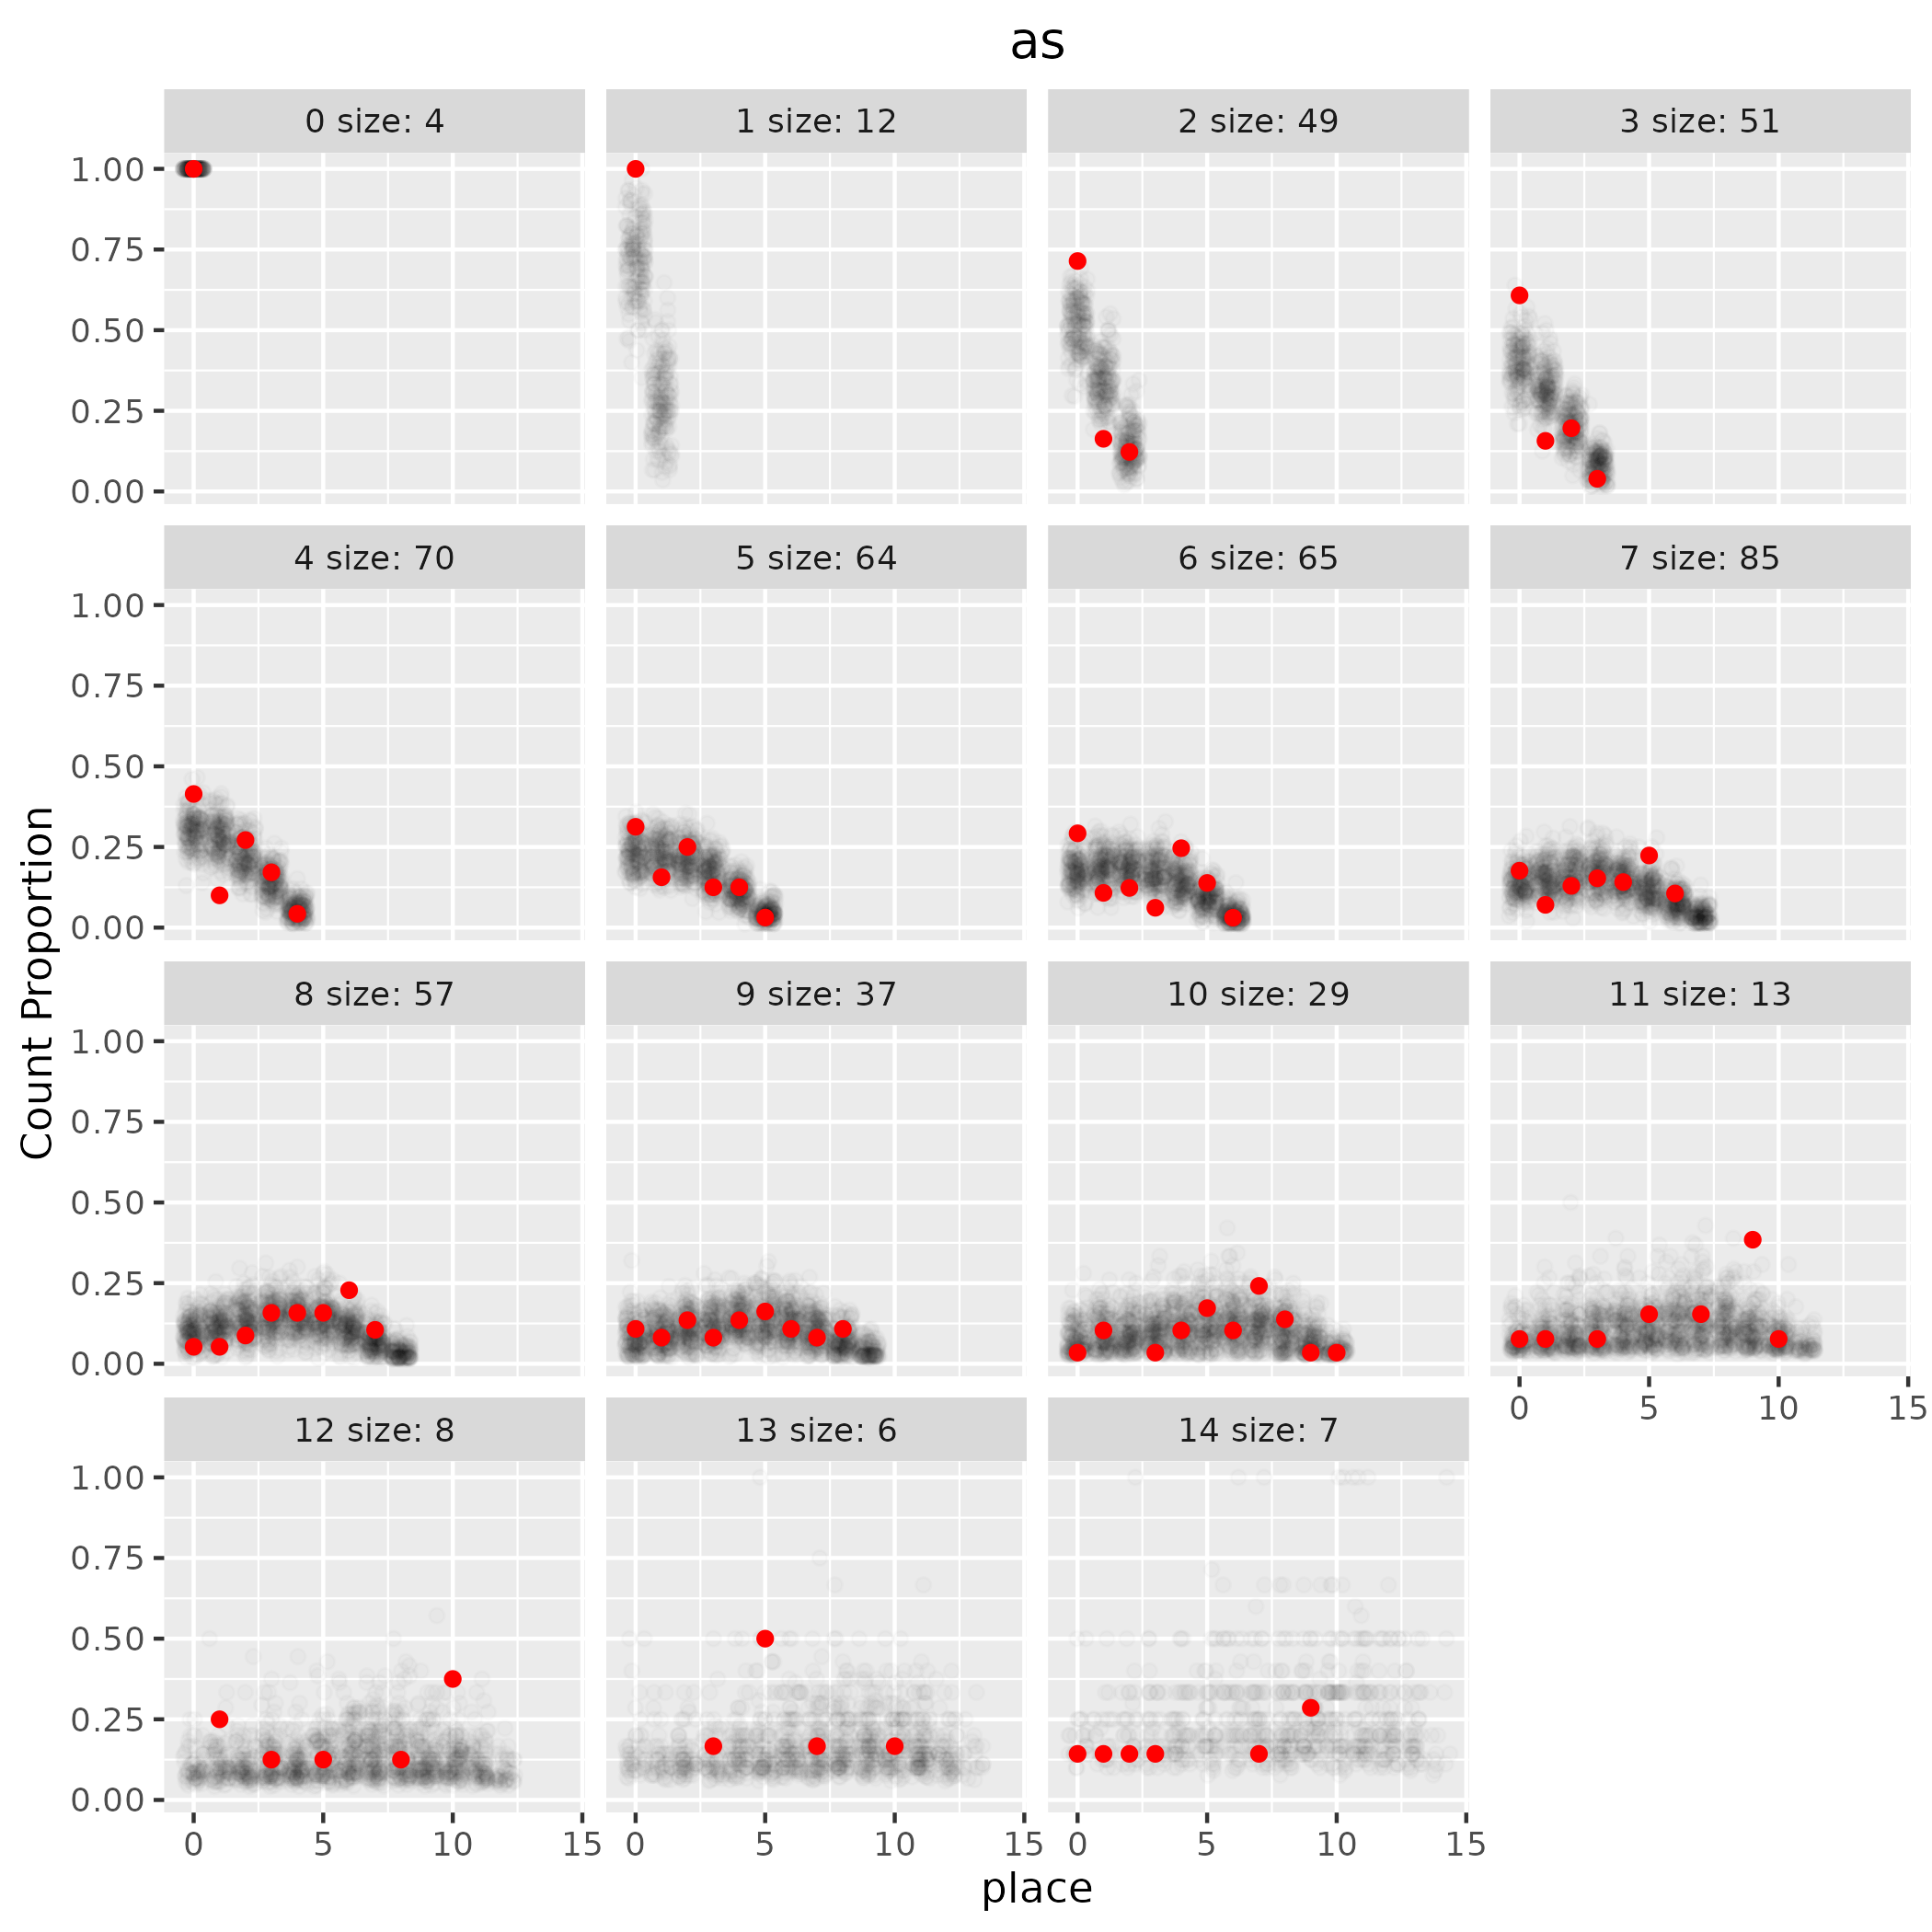 as
0 size: 4
1 size: 12
2 size: 49
3 size: 51
1.00
0.75
0.50
0.25
0.00
4 size: 70
5 size: 64
6 size: 65
7 size: 85
1.00
0.75
0.50
0.25
0.00
8 size: 57
9 size: 37
10 size: 29
11 size: 13
1.00
0.75
0.50
0.25
0.00
0 5 10 15
12 size: 8
13 size: 6
14 size: 7
1.00
0.75
0.50
0.25
0.00
0 5 10 15
0 5 10 15
0 5 10 15
place
Count Proportion